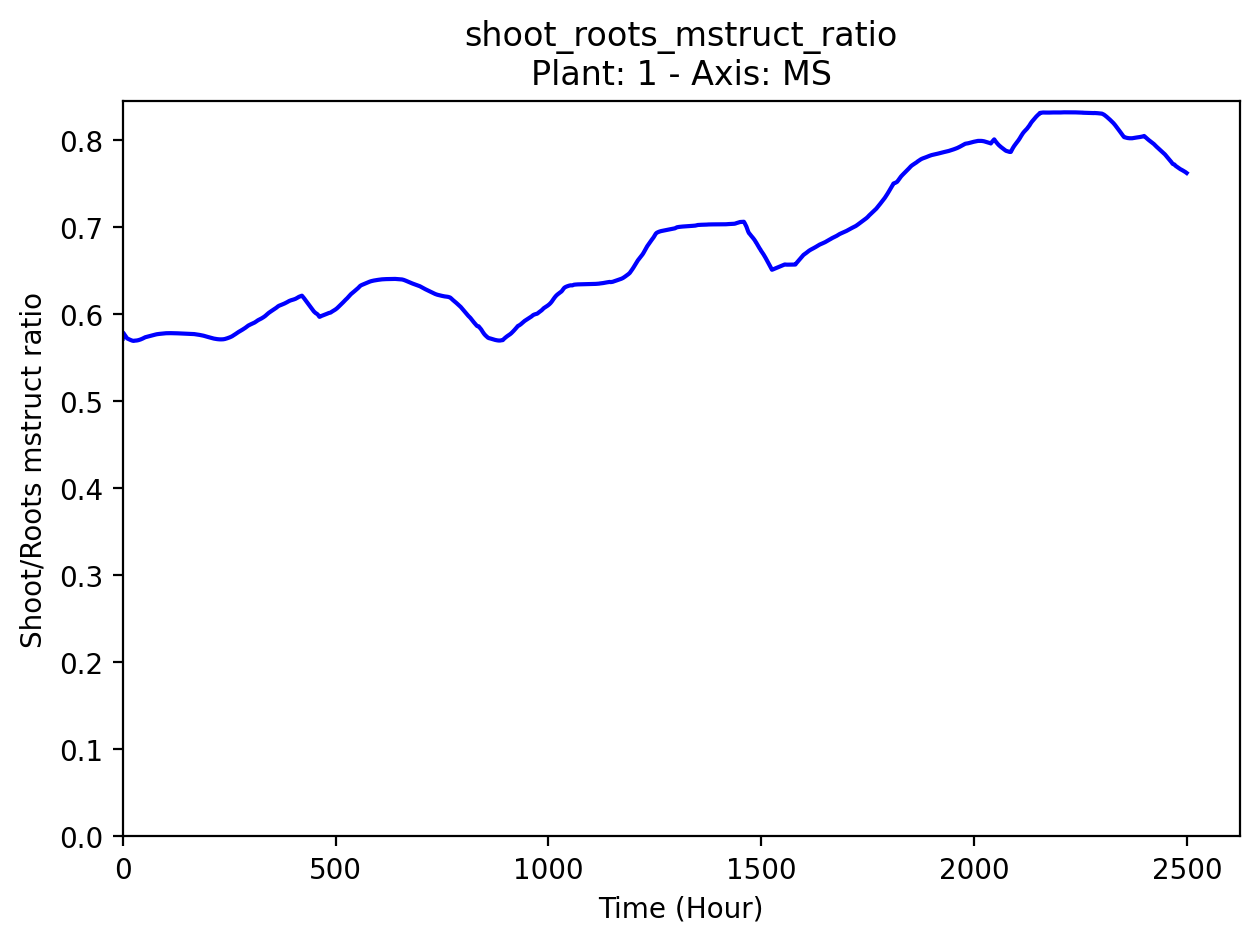 shoot_roots_mstruct_ratio
Plant: 1 - Axis: MS
Shoot/Roots mstruct ratio
0.8
0.7
0.6
0.5
0.4
0.3
0.2
0.1
0.0
0 500 1000 1500 2000 2500
Time (Hour)